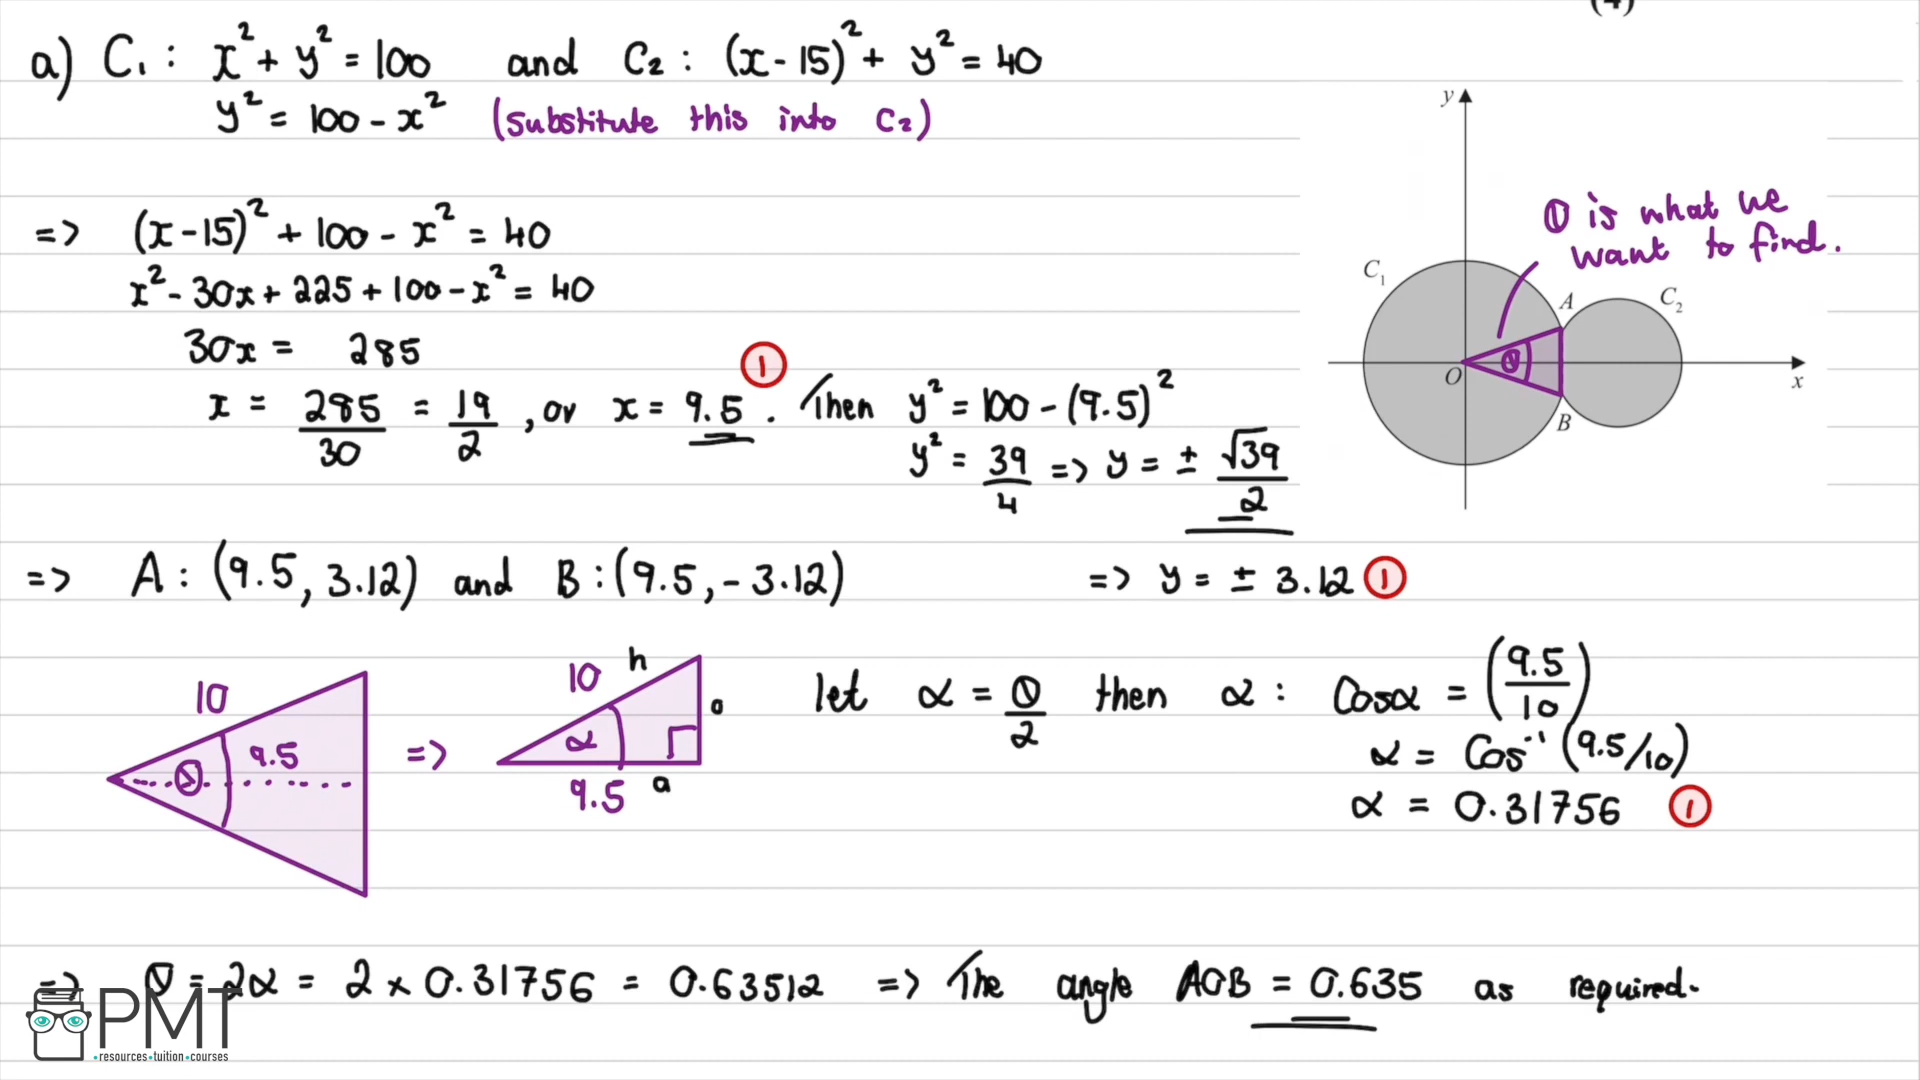 (4)
a) C₁ : x² + y² = 100 and C₂ : (x - 15)² + y² = 40
y² = 100 - x² (substitute this into C₂)
=> (x - 15)² + 100 - x² = 40
x² - 30x + 225 + 100 - x² = 40
30x = 285
x = 285/30 = 19/2 , or x = 9.5 . ① Then y² = 100 - (9.5)²
y² = 39/4 => y = ± √39/2
=> y = ± 3.12 ①
=> A : (9.5, 3.12) and B : (9.5, - 3.12)
y
θ is what we
want to find.
C₁
A
C₂
O
θ
x
B
10
θ
9.5
=>
10 h
o
α
9.5 a
let α = θ/2 then α : Cosα = (9.5/10)
α = Cos⁻¹ (9.5/10)
α = 0.31756 ①
=> θ = 2α = 2 × 0.31756 = 0.63512 => The angle AOB = 0.635 as required.
PMT
resources•tuition•courses